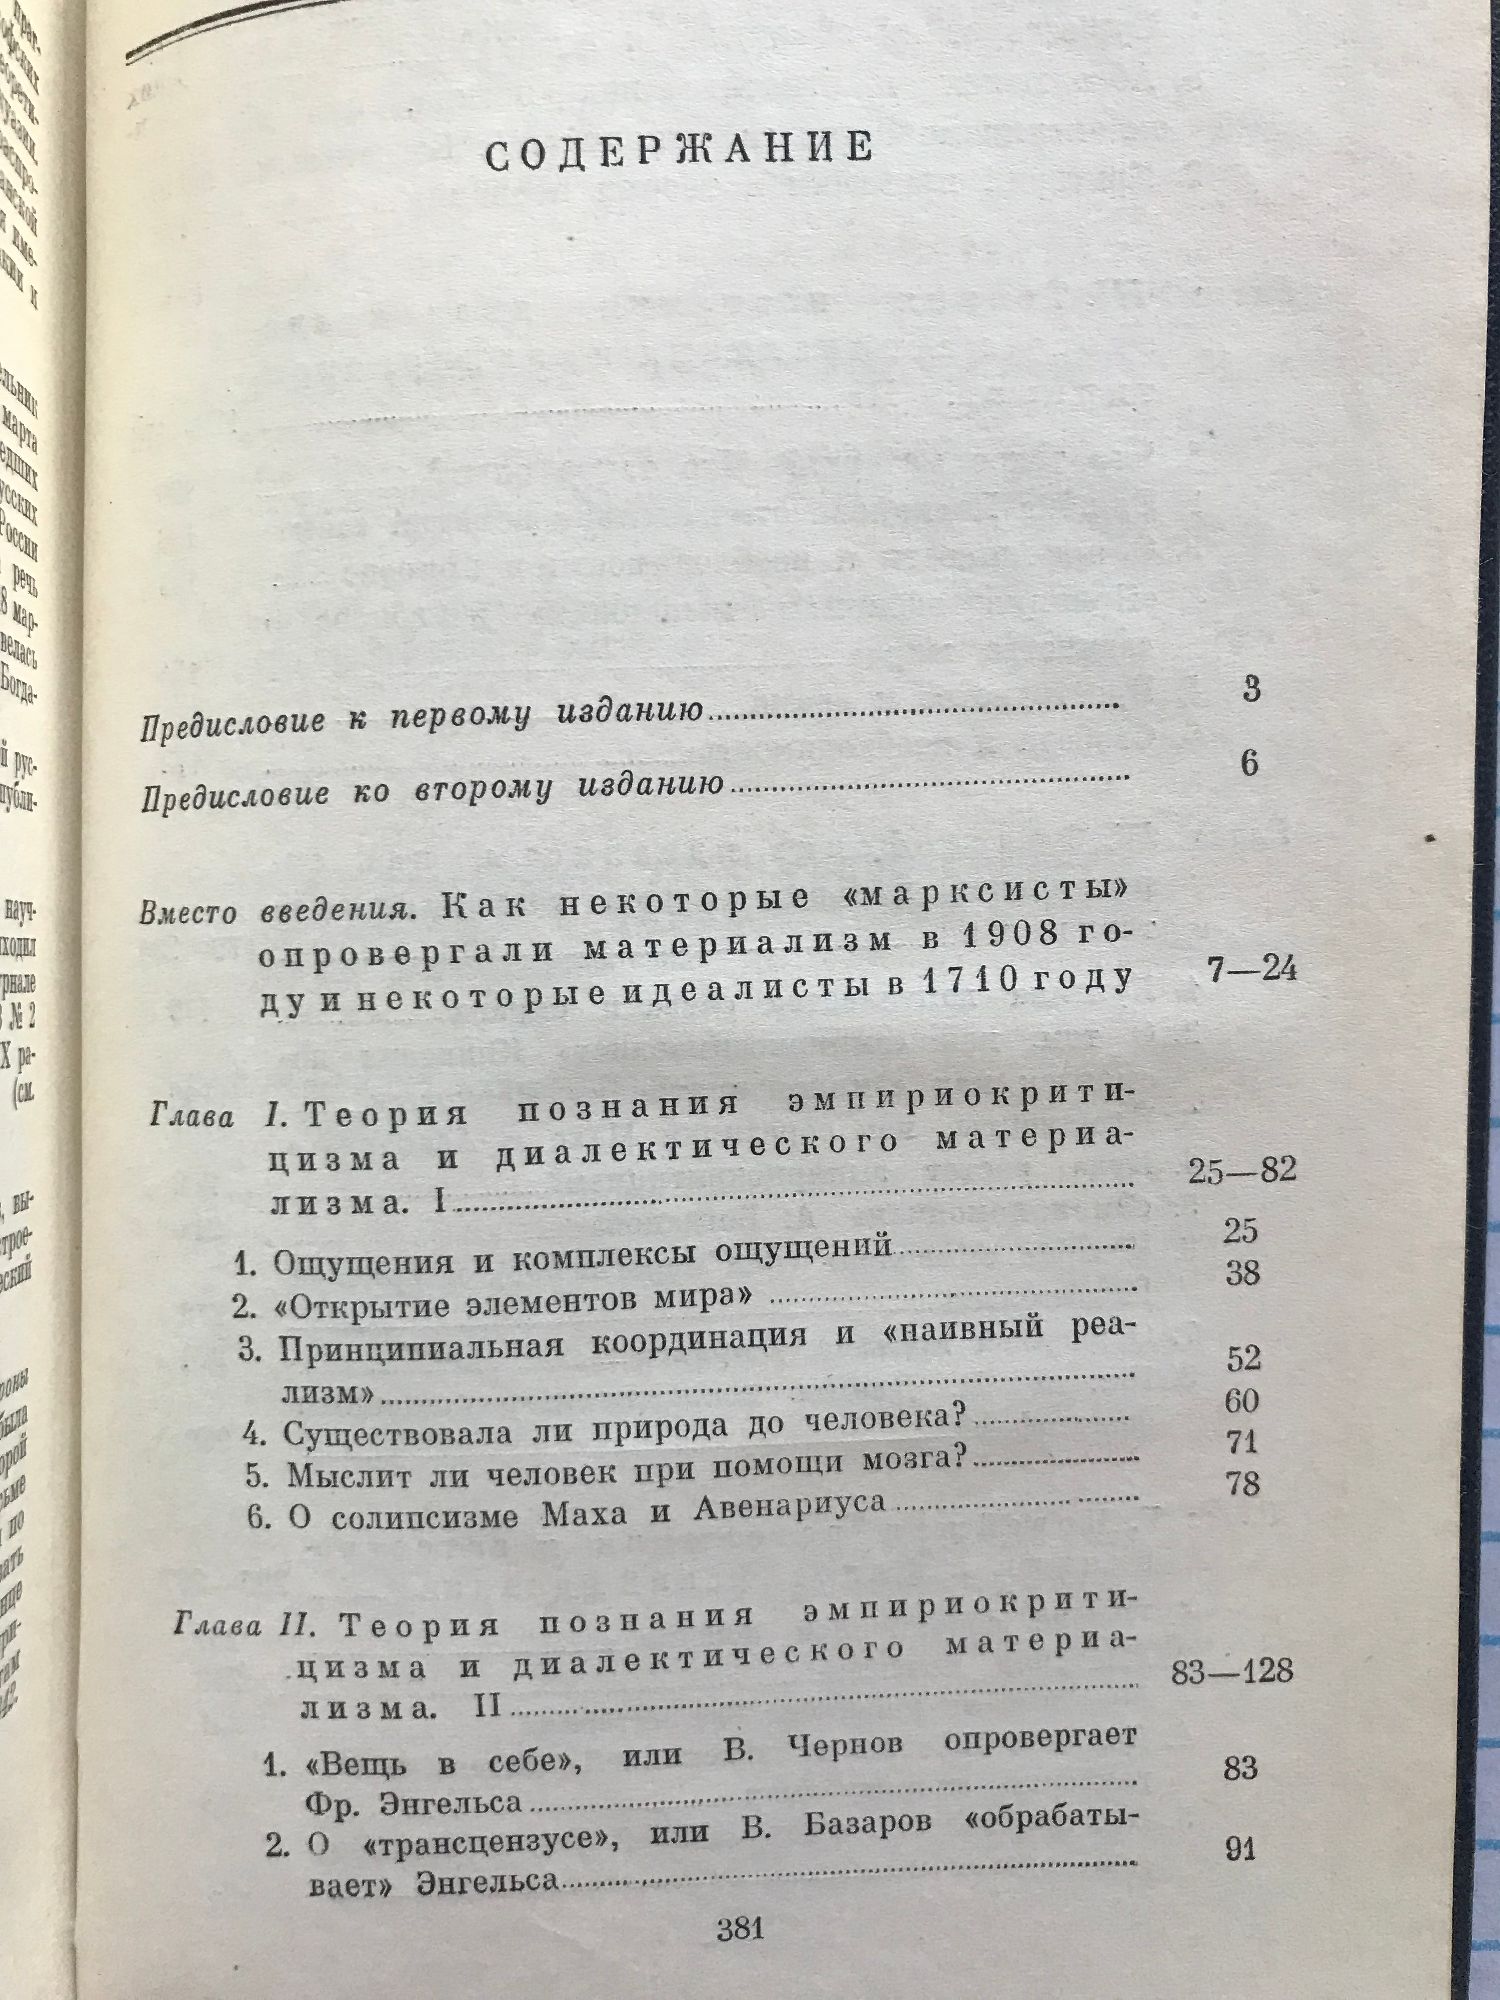 СОДЕРЖАНИЕ
Предисловие к первому изданию 3
Предисловие ко второму изданию 6
Вместо введения. Как некоторые «марксисты»
опровергали материализм в 1908 го-
ду и некоторые идеалисты в 1710 году 7—24
Глава I. Теория познания эмпириокрити-
цизма и диалектического материа-
лизма. I 25—82
1. Ощущения и комплексы ощущений 25
2. «Открытие элементов мира» 38
3. Принципиальная координация и «наивный реа-
лизм» 52
4. Существовала ли природа до человека? 60
5. Мыслит ли человек при помощи мозга? 71
6. О солипсизме Маха и Авенариуса 78
Глава II. Теория познания эмпириокрити-
цизма и диалектического материа-
лизма. II 83—128
1. «Вещь в себе», или В. Чернов опровергает
Фр. Энгельса 83
2. О «трансцензусе», или В. Базаров «обрабаты-
вает» Энгельса 91
381